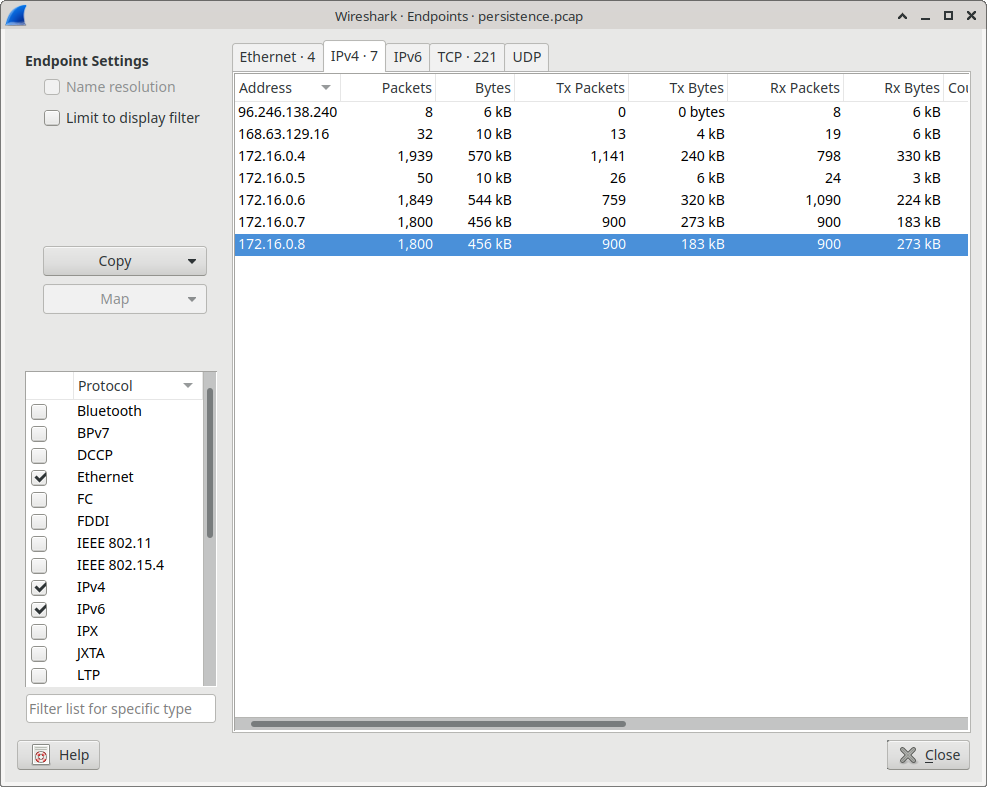 Wireshark · Endpoints · persistence.pcap
Endpoint Settings
Name resolution
Limit to display filter
Copy
Map
Protocol
Bluetooth
BPv7
DCCP
Ethernet
FC
FDDI
IEEE 802.11
IEEE 802.15.4
IPv4
IPv6
IPX
JXTA
LTP
Filter list for specific type
Ethernet · 4 IPv4 · 7 IPv6 TCP · 221 UDP
Address Packets Bytes Tx Packets Tx Bytes Rx Packets Rx Bytes Cou
96.246.138.240 8 6 kB 0 0 bytes 8 6 kB
168.63.129.16 32 10 kB 13 4 kB 19 6 kB
172.16.0.4 1,939 570 kB 1,141 240 kB 798 330 kB
172.16.0.5 50 10 kB 26 6 kB 24 3 kB
172.16.0.6 1,849 544 kB 759 320 kB 1,090 224 kB
172.16.0.7 1,800 456 kB 900 273 kB 900 183 kB
172.16.0.8 1,800 456 kB 900 183 kB 900 273 kB
Help
Close